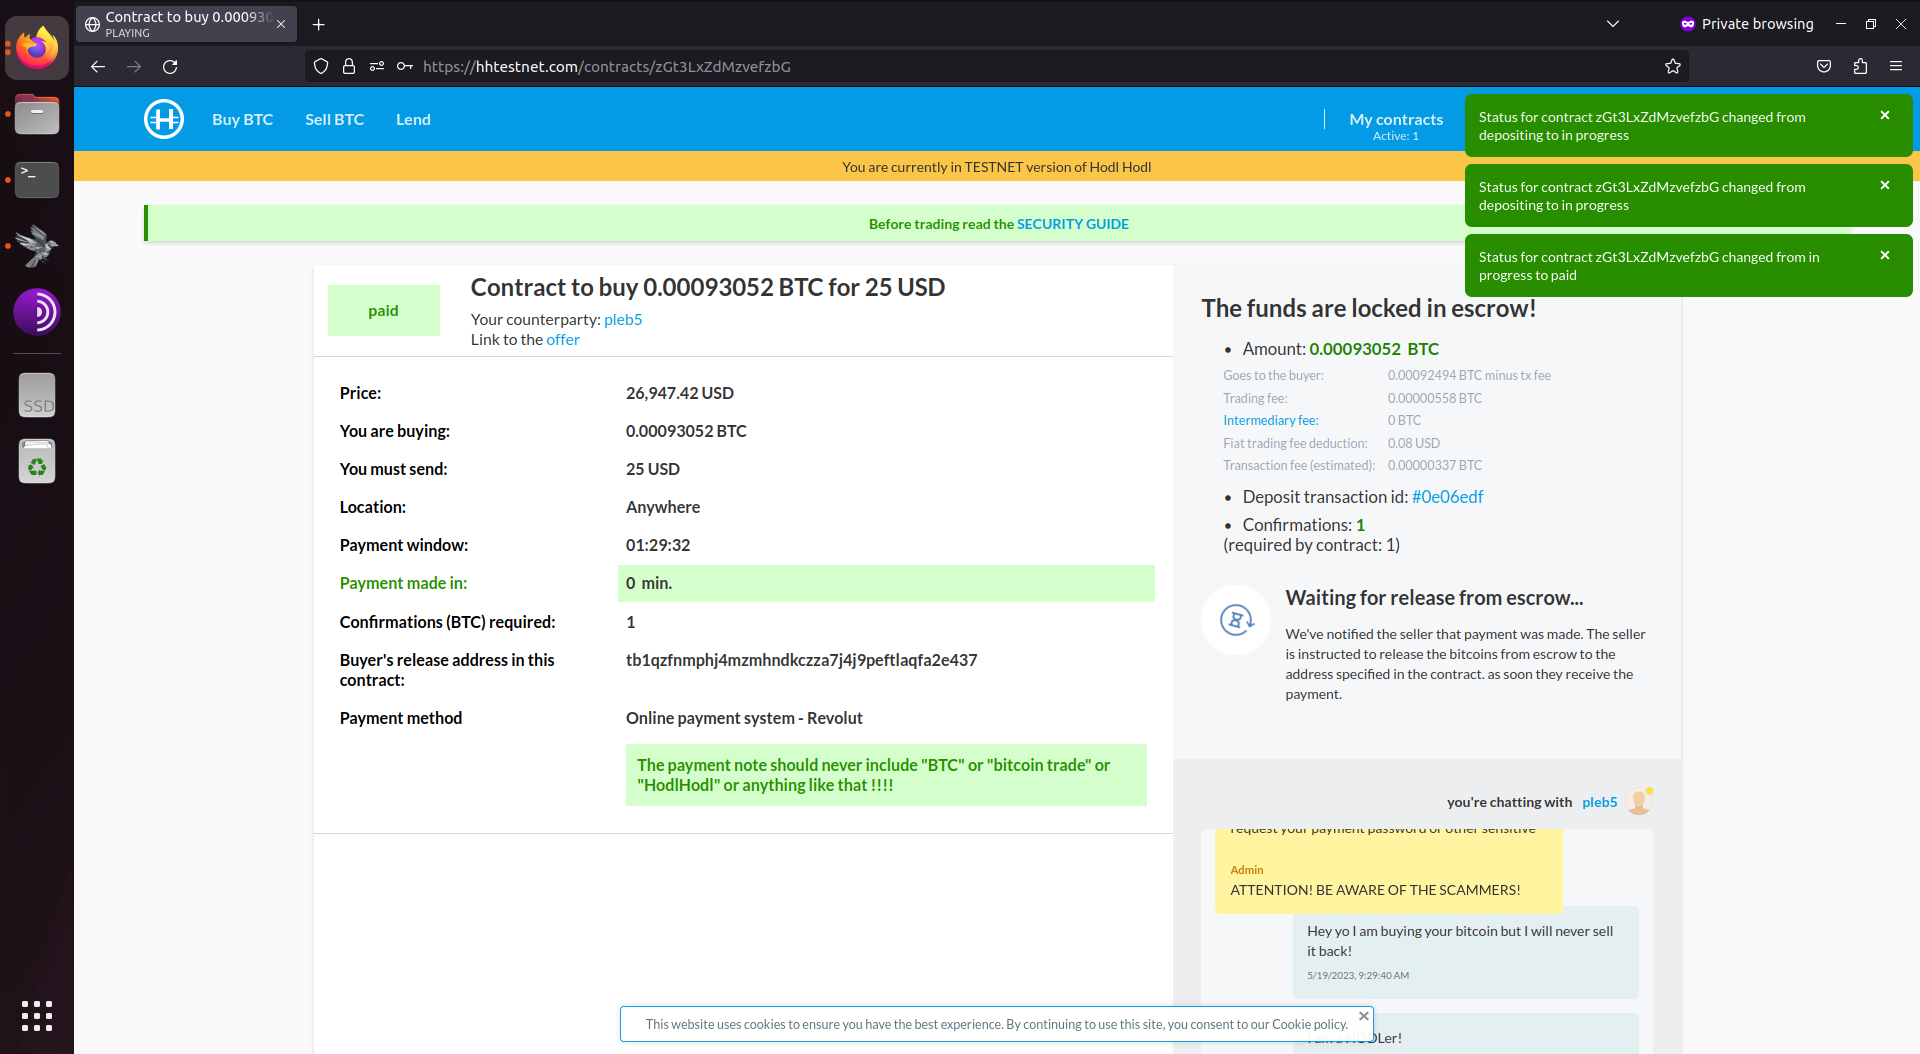 Contract to buy 0.00093
PLAYING
Private browsing
https://hhtestnet.com/contracts/zGt3LxZdMzvefzbG
Buy BTC
Sell BTC
Lend
My contracts
Active: 1
Status for contract zGt3LxZdMzvefzbG changed from
depositing to in progress
Status for contract zGt3LxZdMzvefzbG changed from
depositing to in progress
Status for contract zGt3LxZdMzvefzbG changed from in
progress to paid
You are currently in TESTNET version of Hodl Hodl
Before trading read the SECURITY GUIDE
paid
Contract to buy 0.00093052 BTC for 25 USD
Your counterparty: pleb5
Link to the offer
Price: 26,947.42 USD
You are buying: 0.00093052 BTC
You must send: 25 USD
Location: Anywhere
Payment window: 01:29:32
Payment made in: 0 min.
Confirmations (BTC) required: 1
Buyer's release address in this
contract:
tb1qzfnmphj4mzmhndkczza7j4j9peftlaqfa2e437
Payment method Online payment system - Revolut
The payment note should never include "BTC" or "bitcoin trade" or
"HodlHodl" or anything like that !!!!
The funds are locked in escrow!
Amount: 0.00093052 BTC
Goes to the buyer: 0.00092494 BTC minus tx fee
Trading fee: 0.00000558 BTC
Intermediary fee: 0 BTC
Fiat trading fee deduction: 0.08 USD
Transaction fee (estimated): 0.00000337 BTC
Deposit transaction id: #0e06edf
Confirmations: 1
(required by contract: 1)
Waiting for release from escrow...
We've notified the seller that payment was made. The seller
is instructed to release the bitcoins from escrow to the
address specified in the contract. as soon they receive the
payment.
you're chatting with pleb5
request your payment password or other sensitive
Admin
ATTENTION! BE AWARE OF THE SCAMMERS!
Hey yo I am buying your bitcoin but I will never sell
it back!
5/19/2023, 9:29:40 AM
This website uses cookies to ensure you have the best experience. By continuing to use this site, you consent to our Cookie policy.
SSD